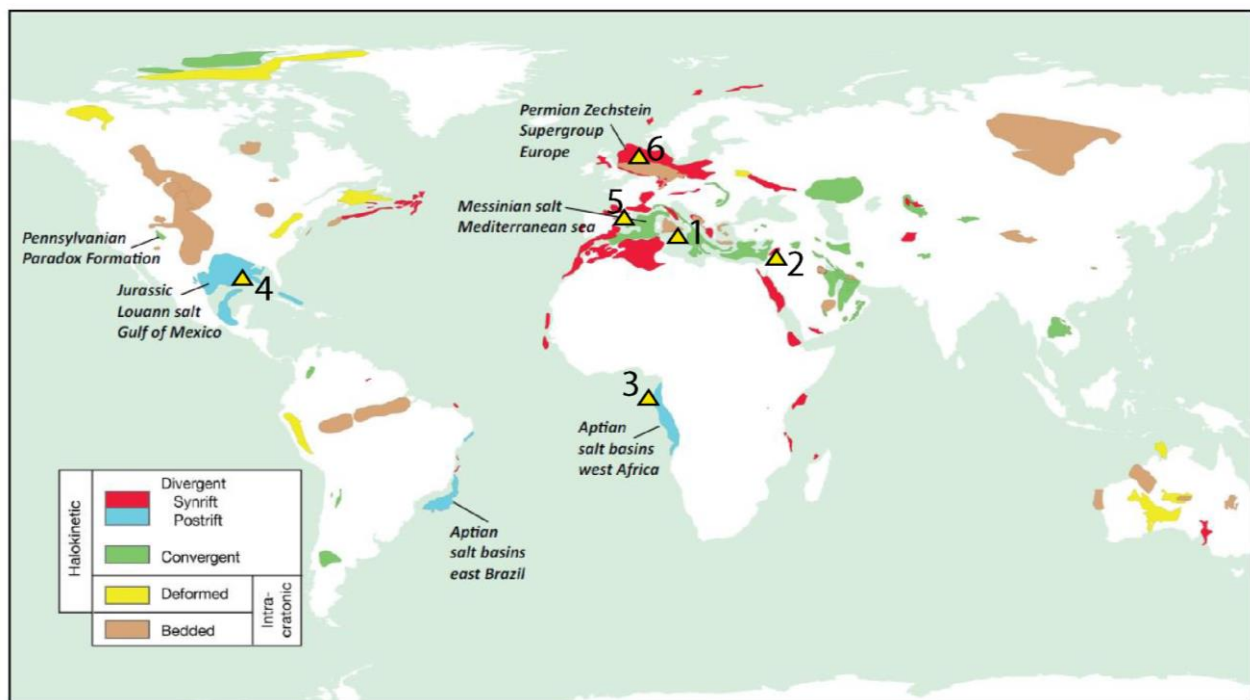 Permian Zechstein
Supergroup
Europe
6
5
Messinian salt
Mediterranean sea
1
2
Pennsylvanian
Paradox Formation
4
Jurassic
Louann salt
Gulf of Mexico
3
Aptian
salt basins
west Africa
Aptian
salt basins
east Brazil
Halokinetic
Divergent
Synrift
Postrift
Convergent
Deformed
Bedded
Intra-
cratonic